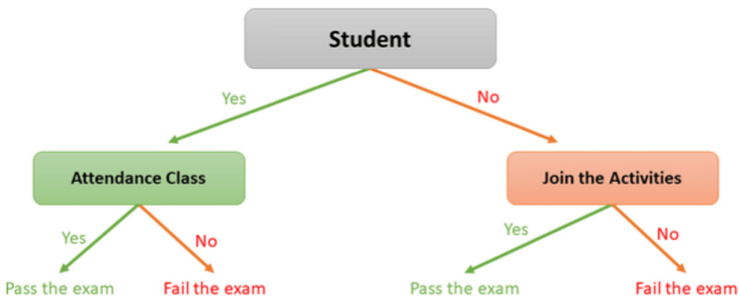 Student
Yes
No
Attendance Class
Join the Activities
Yes
No
Yes
No
Pass the exam
Fail the exam
Pass the exam
Fail the exam